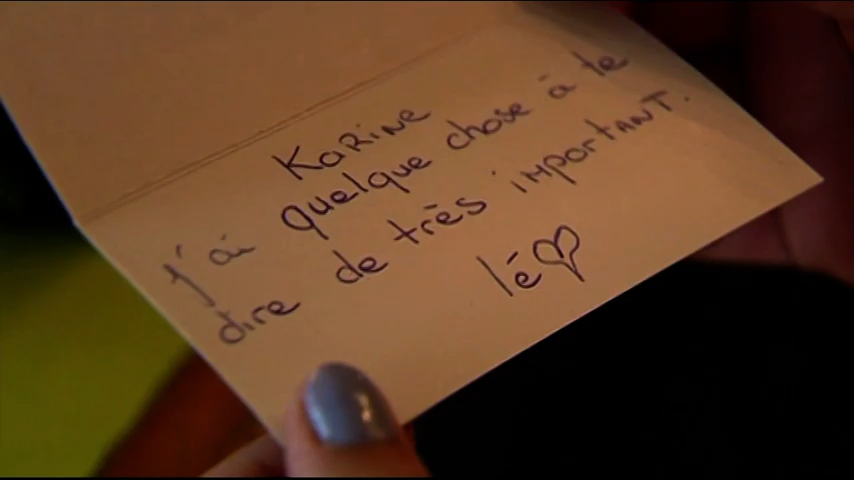 Karine
j'ai quelque chose à te
dire de très important.
lé♡